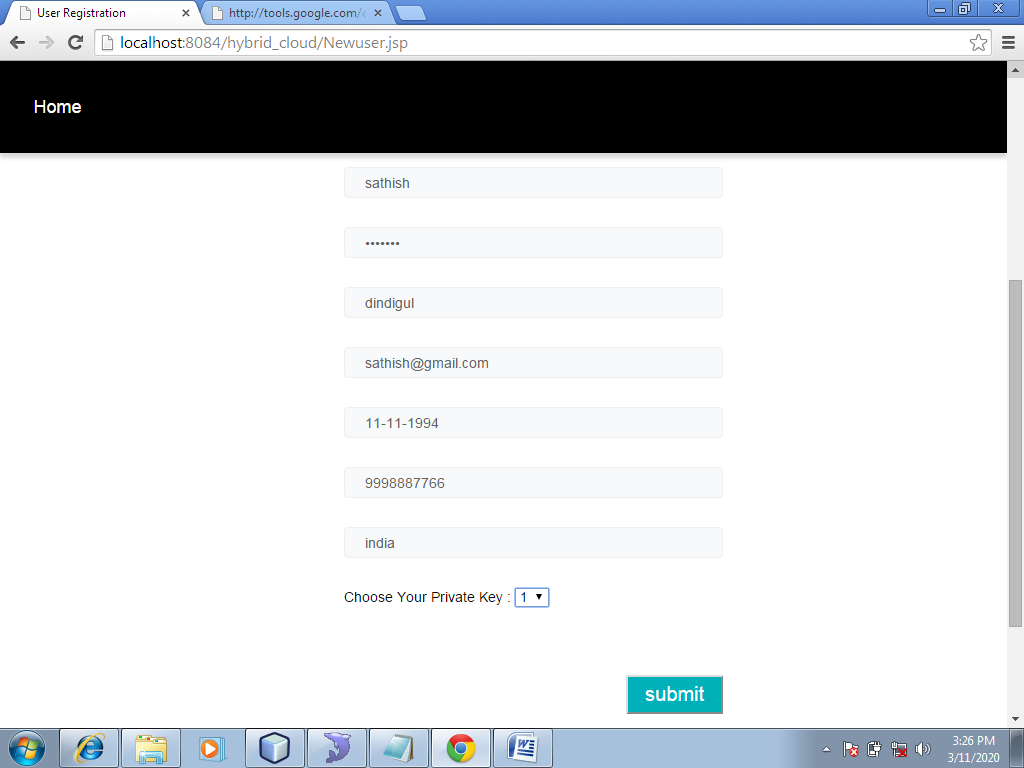 User Registration
http://tools.google.com/
localhost:8084/hybrid_cloud/Newuser.jsp
Home
sathish
•••••••
dindigul
sathish@gmail.com
11-11-1994
9998887766
india
Choose Your Private Key : 1
submit
3:26 PM
3/11/2020